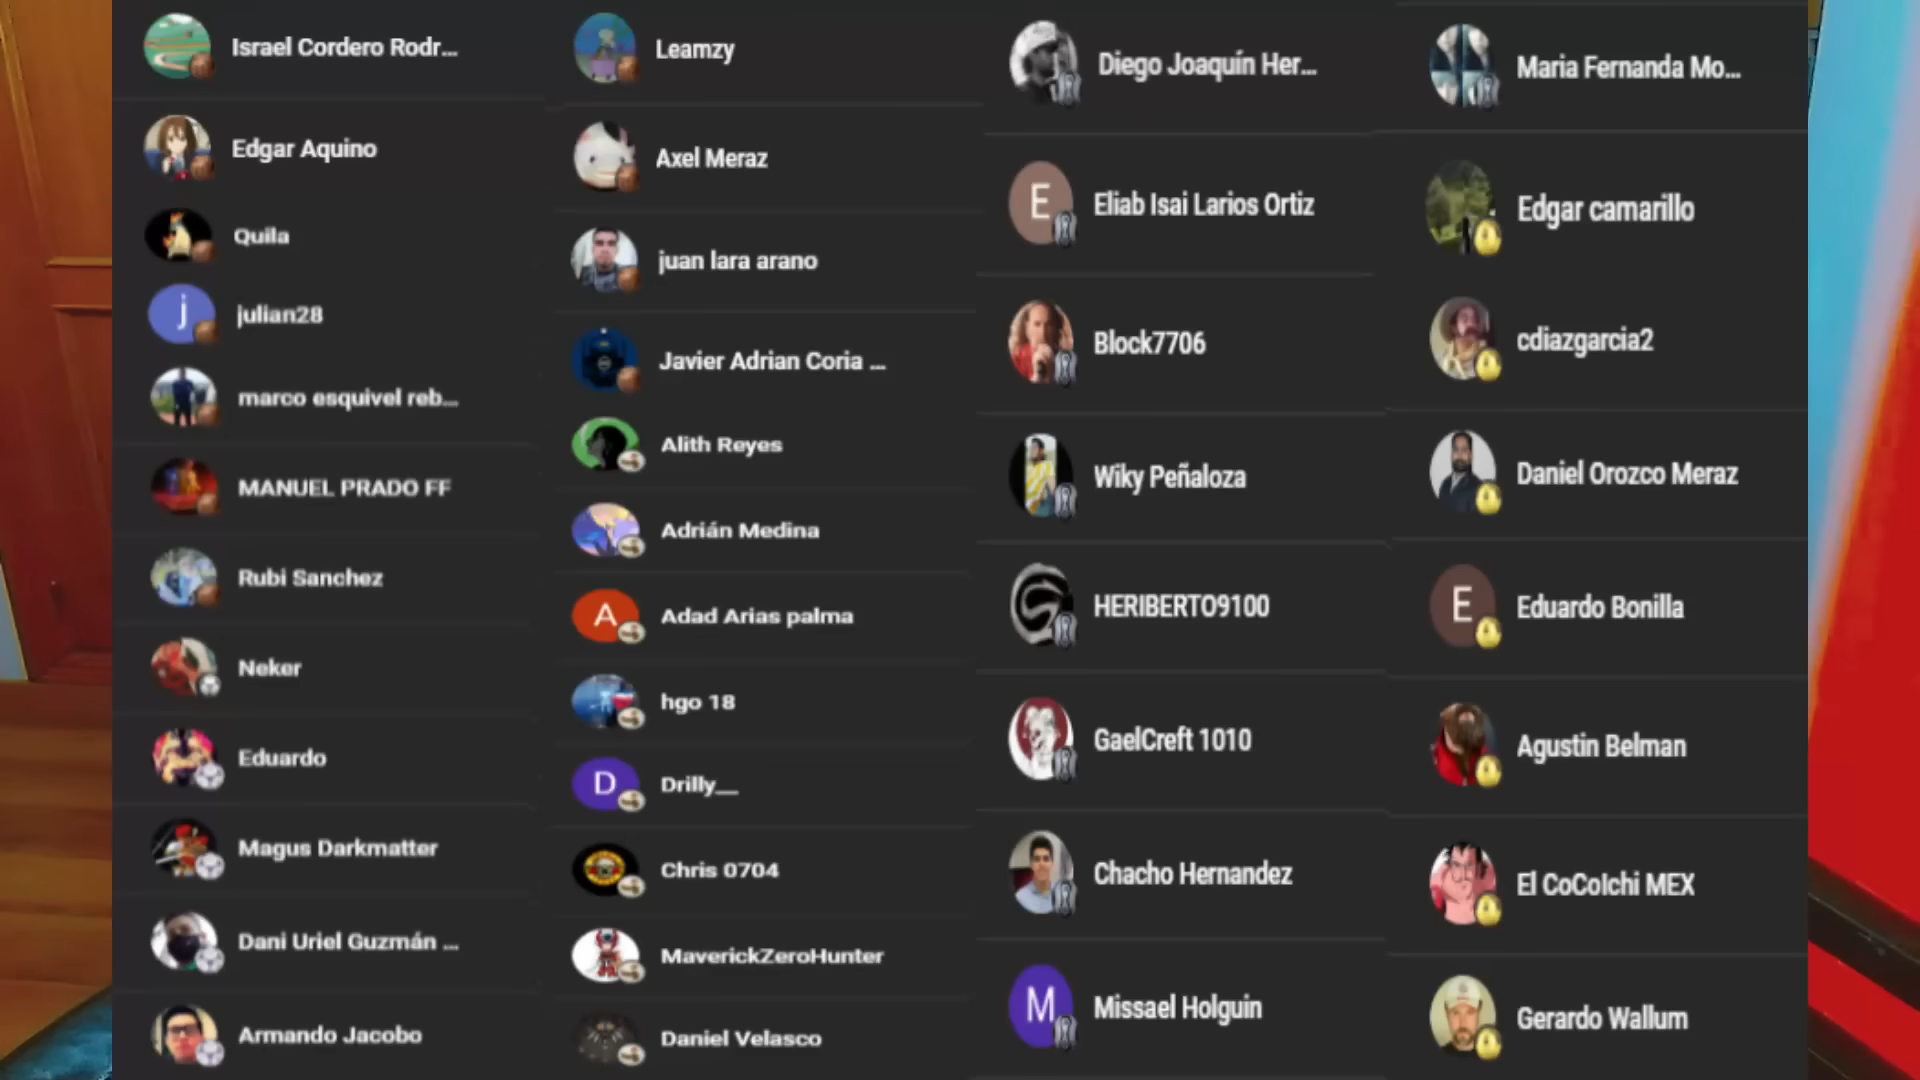 Israel Cordero Rodr...
Edgar Aquino
Quila
j
julian28
marco esquivel reb...
MANUEL PRADO FF
Rubi Sanchez
Neker
Eduardo
Magus Darkmatter
Dani Uriel Guzmán ...
Armando Jacobo
Leamzy
Axel Meraz
juan lara arano
Javier Adrian Coria ...
Alith Reyes
Adrián Medina
A
Adad Arias palma
hgo 18
D
Drilly__
Chris 0704
MaverickZeroHunter
Daniel Velasco
Diego Joaquín Her...
E
Eliab Isai Larios Ortiz
Block7706
Wiky Peñaloza
HERIBERTO9100
GaelCreft 1010
Chacho Hernandez
M
Missael Holguin
Maria Fernanda Mo...
Edgar camarillo
cdiazgarcia2
Daniel Orozco Meraz
E
Eduardo Bonilla
Agustin Belman
El CoCoIchi MEX
Gerardo Wallum